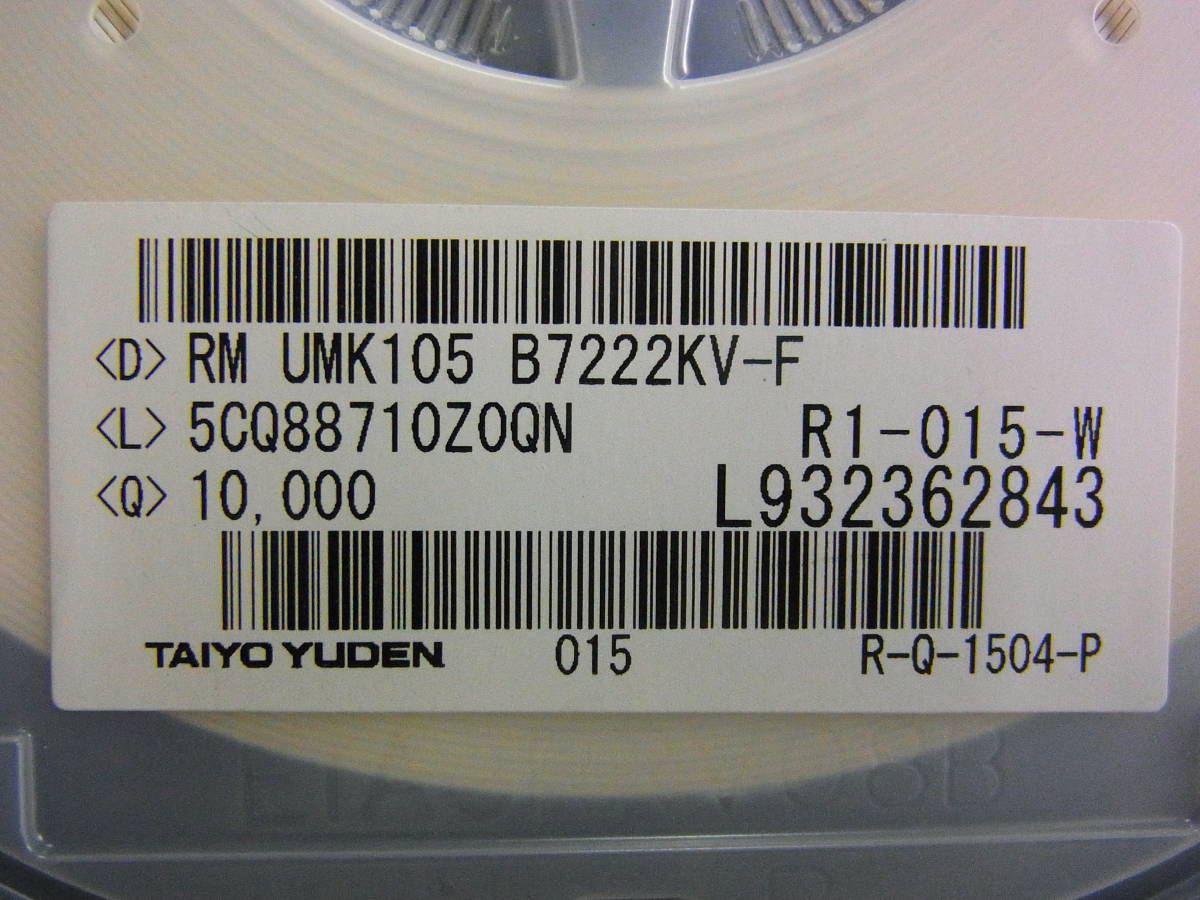 <D> RM UMK105 B7222KV-F
<L> 5CQ88710Z0QN R1-015-W
<Q> 10,000 L932362843
TAIYO YUDEN 015 R-Q-1504-P